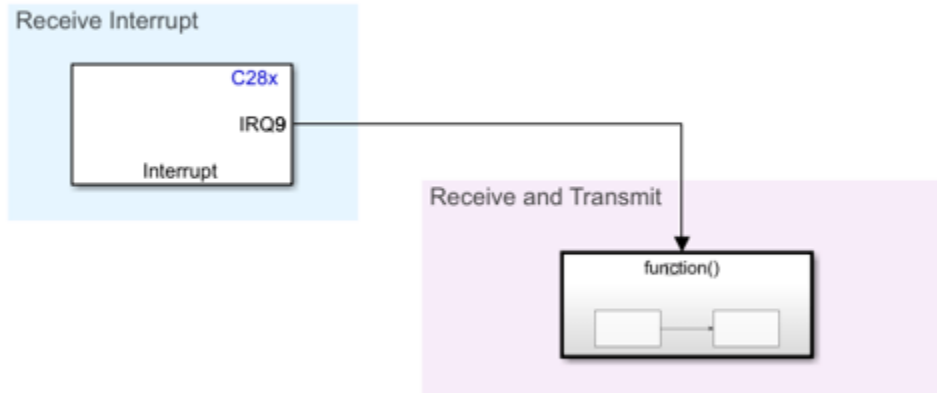 Receive Interrupt
C28x
IRQ9
Interrupt
Receive and Transmit
function()